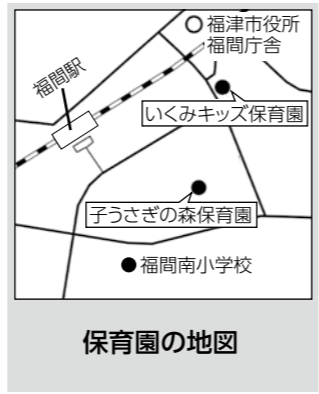 福津市役所
福間庁舎
福間駅
いくみキッズ保育園
子うさぎの森保育園
福間南小学校
保育園の地図